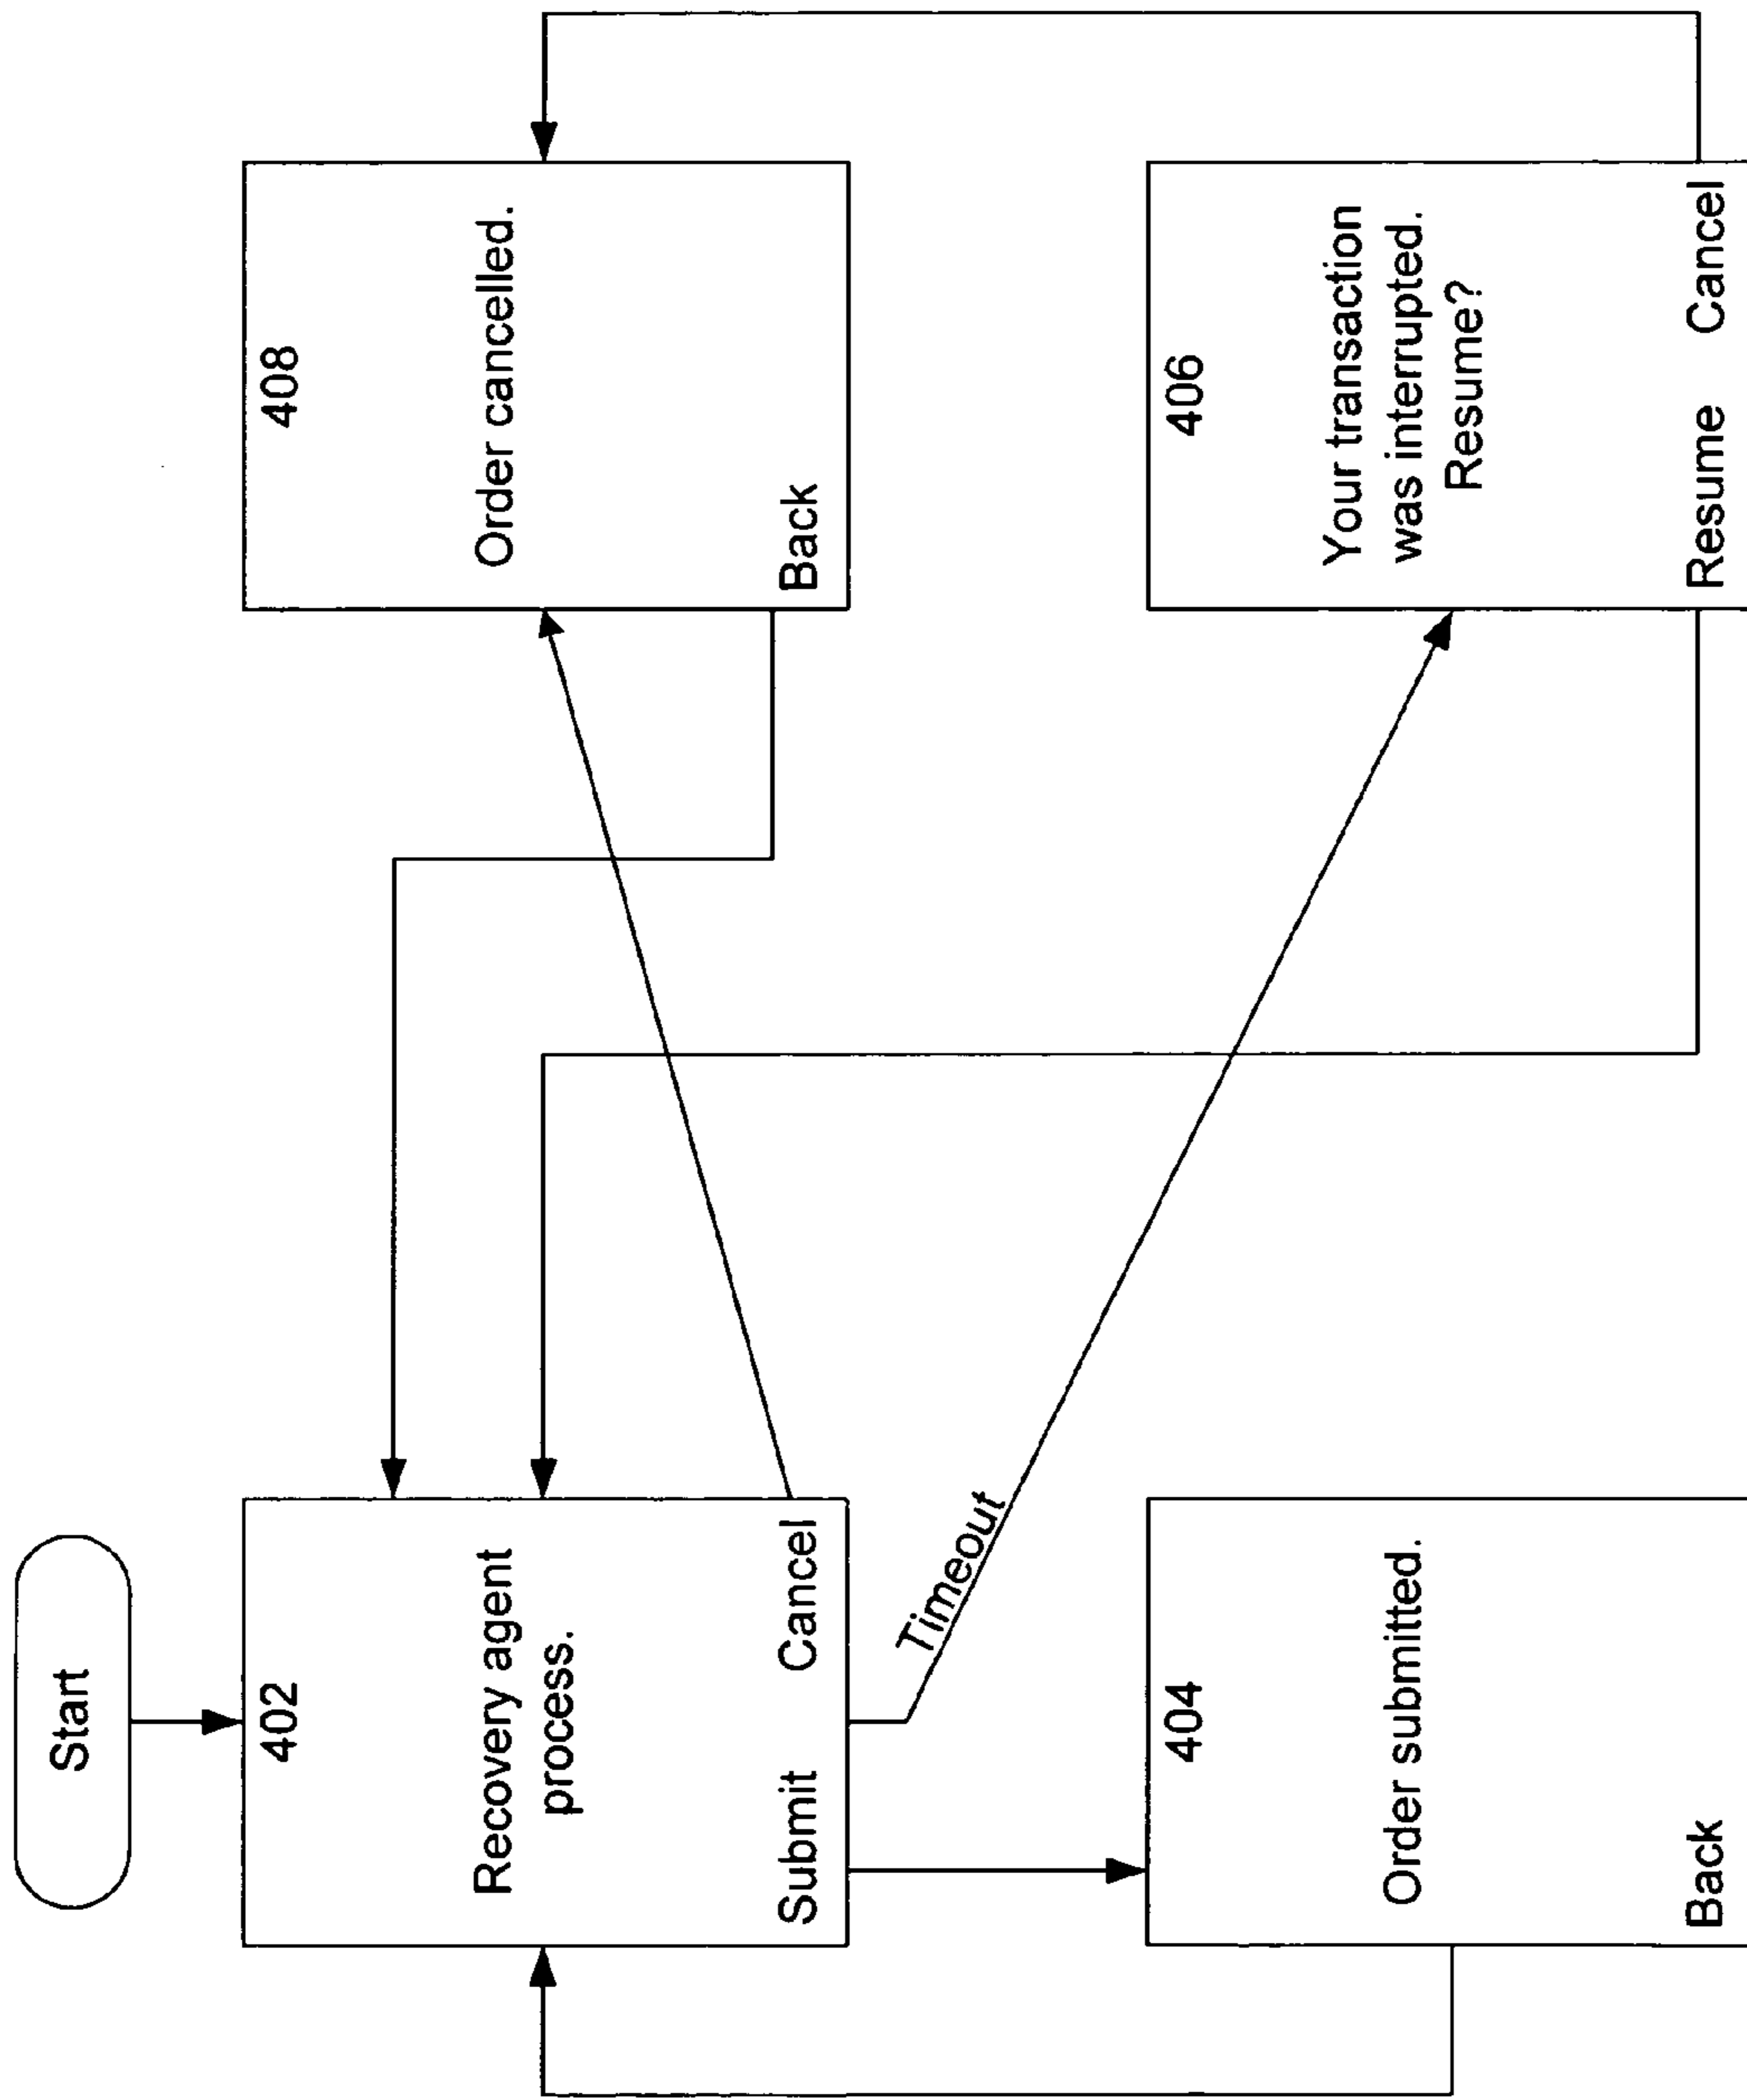 Start
402
Recovery agent
process.
Submit Cancel
Timeout
404
Order submitted.
Back
408
Order cancelled.
Back
406
Your transaction
was interrupted.
Resume?
Resume Cancel